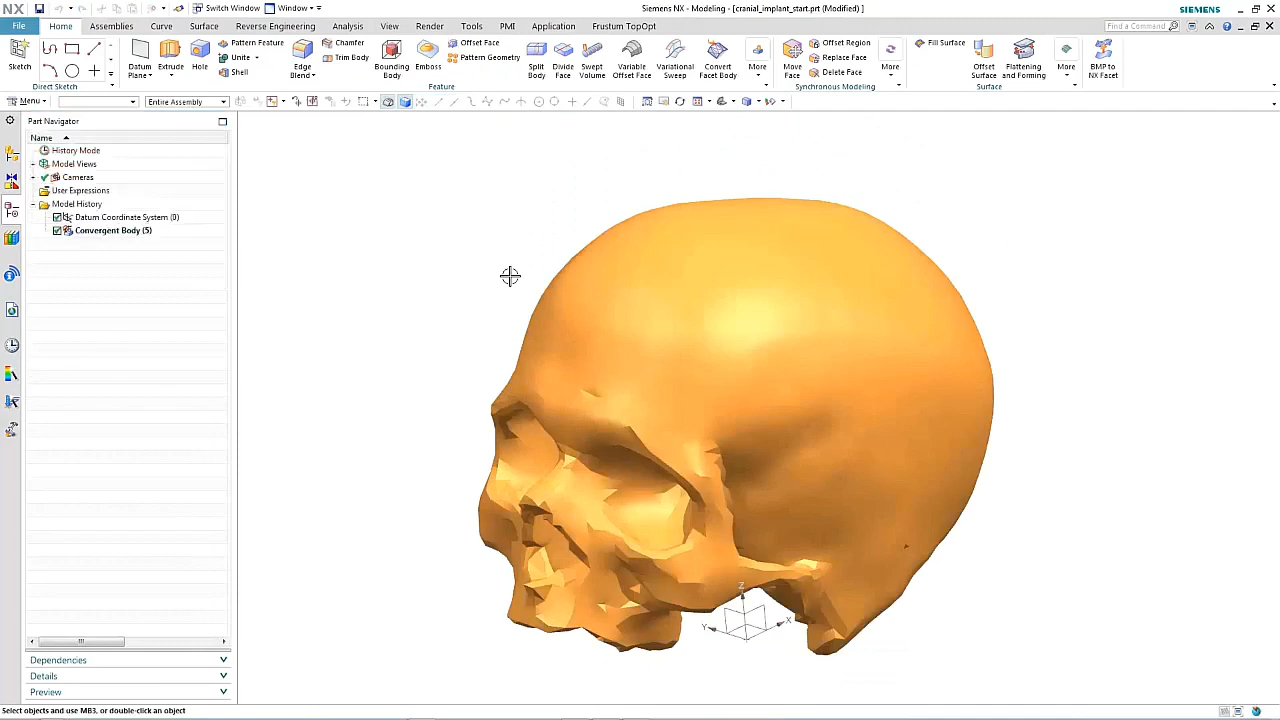 NX Switch Window Window Siemens NX - Modeling - [cranial_implant_start.prt (Modified) ] SIEMENS
File Home Assemblies Curve Surface Reverse Engineering Analysis View Render Tools PMI Application Frustum TopOpt Find a Command
Sketch
Direct Sketch
Datum Plane
Extrude
Hole
Pattern Feature
Unite
Shell
Edge Blend
Chamfer
Trim Body
Bounding Body
Emboss
Offset Face
Pattern Geometry
Split Body
Divide Face
Swept Volume
Variable Offset Face
Variational Sweep
Convert Facet Body
More
Feature
Move Face
Offset Region
Replace Face
Delete Face
More
Synchronous Modeling
Fill Surface
Offset Surface
Flattening and Forming
More
Surface
BMP to NX Facet
Menu Entire Assembly
Part Navigator
Name
History Mode
Model Views
Cameras
User Expressions
Model History
Datum Coordinate System (0)
Convergent Body (5)
Z
Y X
Dependencies
Details
Preview
Select objects and use MB3, or double-click an object